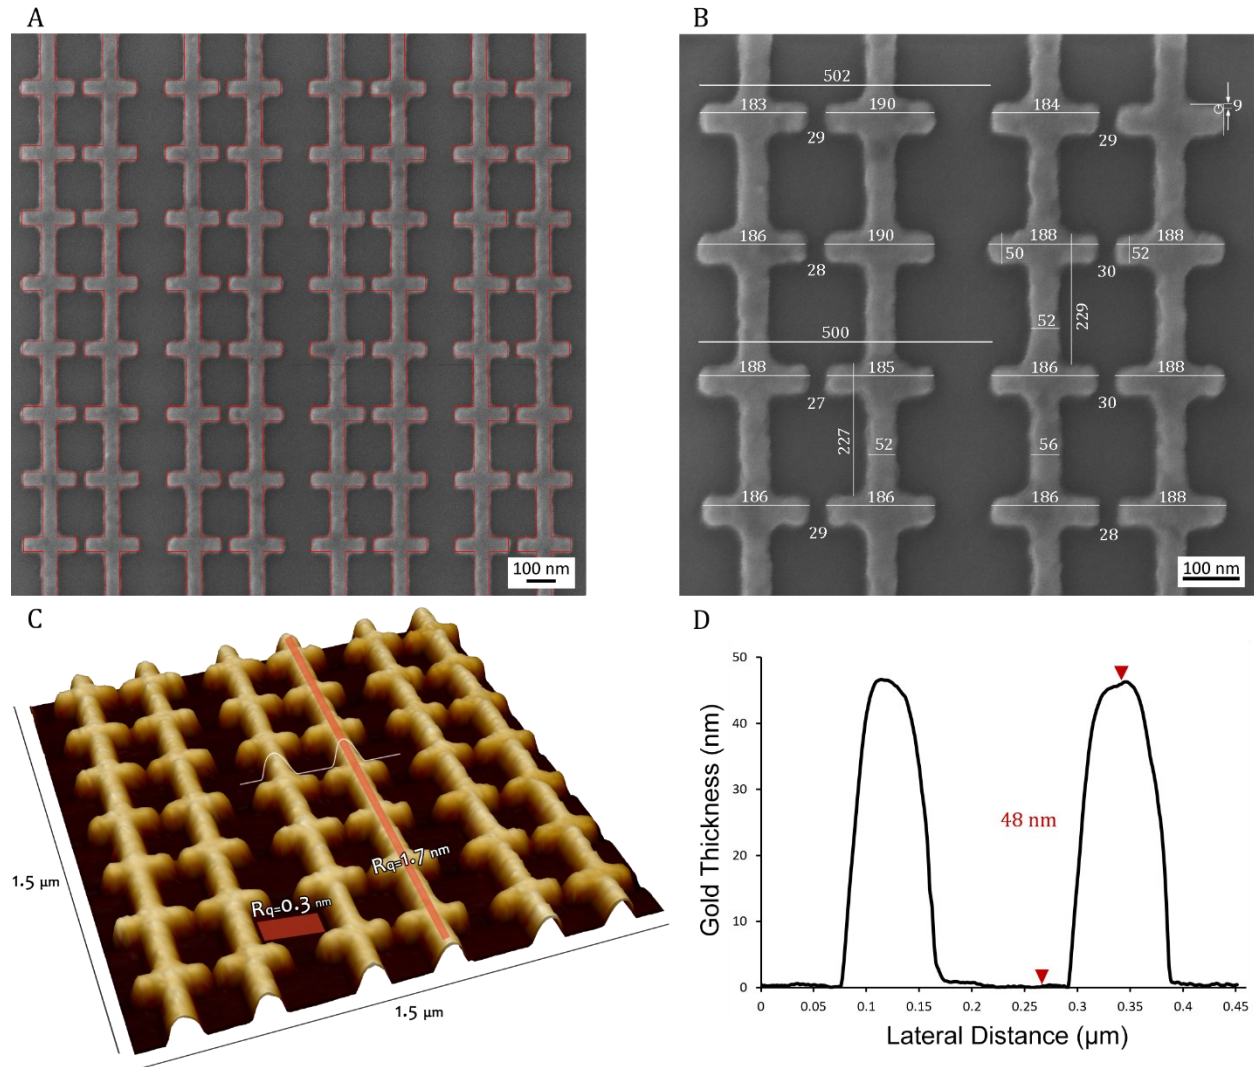 A
100 nm
B
502
183 190 184
9
29 29
186 190 188 188
50 52
28 30
229
52
500
188 185 186 188
27 30
227
52 56
186 186 186 188
29 28
100 nm
C
1.5 µm
Rq=1.7 nm
Rq=0.3 nm
1.5 µm
D
50
40
30
20
10
0
Gold Thickness (nm)
48 nm
0 0.05 0.1 0.15 0.2 0.25 0.3 0.35 0.4 0.45
Lateral Distance (µm)